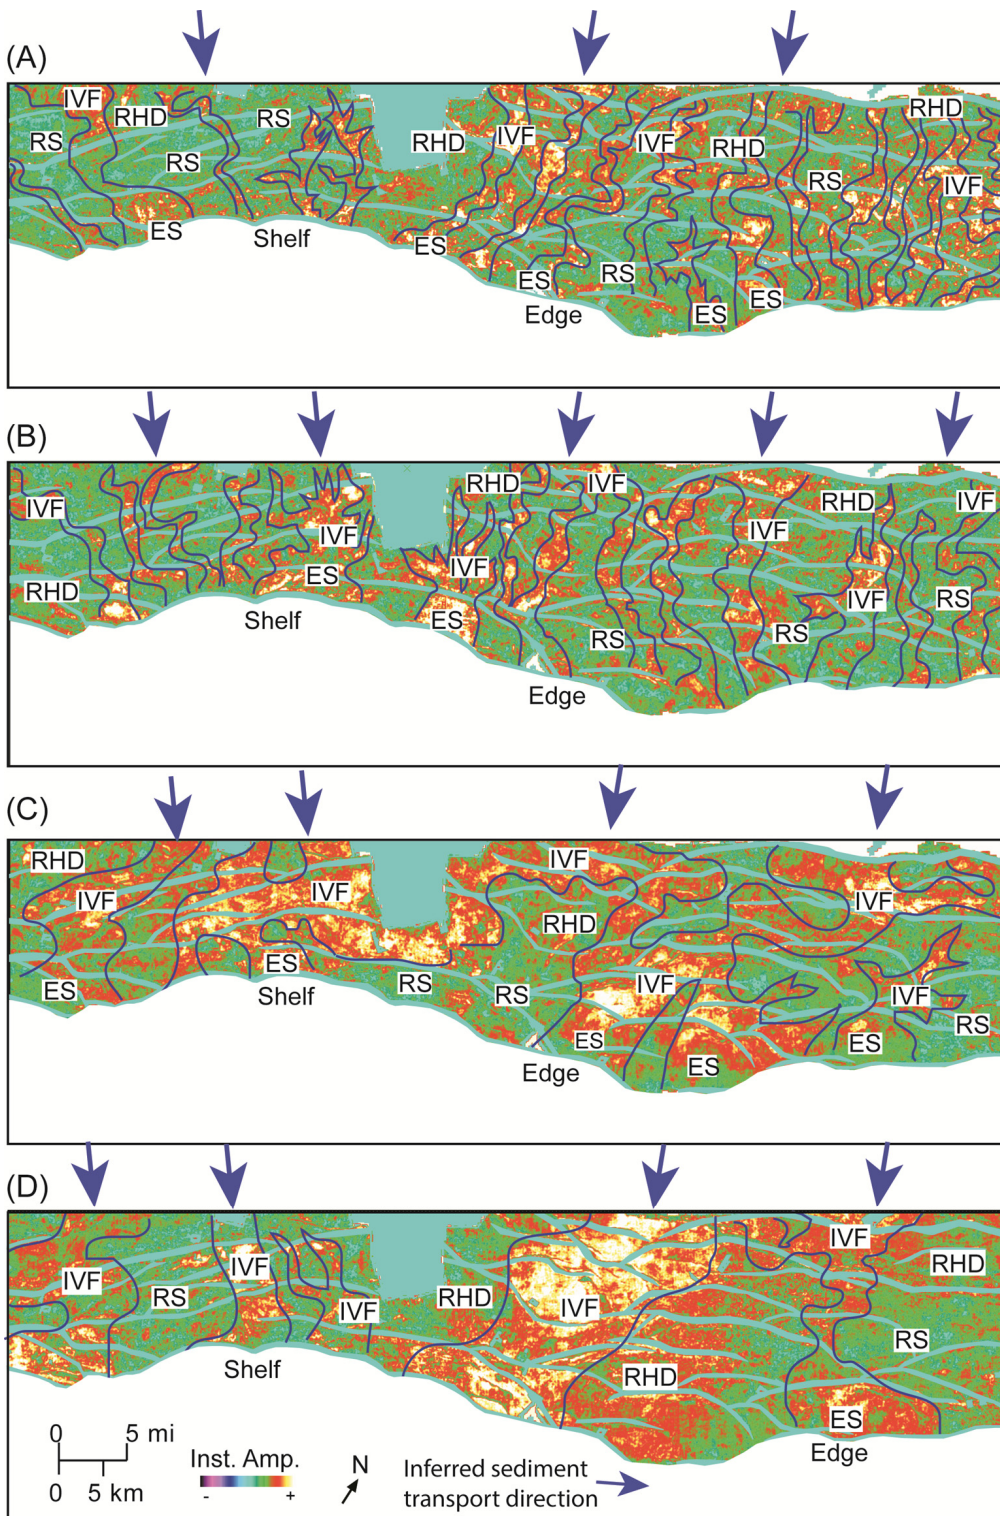 (A)
IVF
RHD
RS
RS
RS
ES
Shelf
RHD
IVF
IVF
RHD
RS
RHD
IVF
ES
ES
RS
ES
ES
Edge
(B)
IVF
RHD
IVF
ES
Shelf
RHD
IVF
IVF
ES
RS
Edge
IVF
RHD
IVF
RS
IVF
RS
(C)
RHD
IVF
IVF
ES
ES
Shelf
RS
RS
IVF
RHD
IVF
ES
ES
Edge
IVF
IVF
RS
ES
(D)
IVF
RS
IVF
IVF
Shelf
RHD
IVF
RHD
IVF
RHD
RS
ES
Edge
0 5 mi
0 5 km
Inst. Amp.
- +
N
Inferred sediment
transport direction